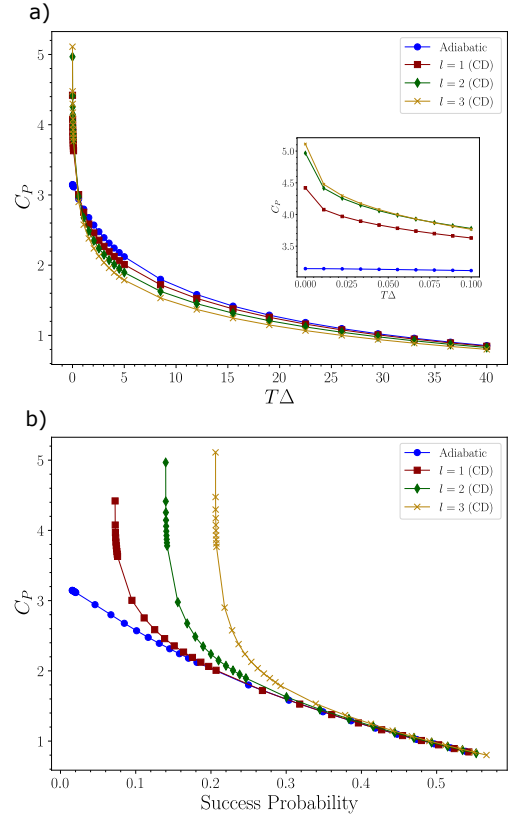 a)
C_P
5
4
3
2
1
Adiabatic
l = 1 (CD)
l = 2 (CD)
l = 3 (CD)
C_P
5.0
4.5
4.0
3.5
0.000 0.025 0.050 0.075 0.100
TΔ
0 5 10 15 20 25 30 35 40
TΔ
b)
C_P
5
4
3
2
1
Adiabatic
l = 1 (CD)
l = 2 (CD)
l = 3 (CD)
0.0 0.1 0.2 0.3 0.4 0.5
Success Probability